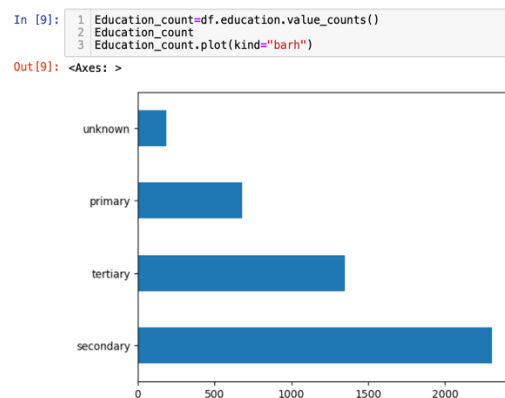 In [9]:
1 Education_count=df.education.value_counts()
2 Education_count
3 Education_count.plot(kind="barh")
Out[9]: <Axes: >
unknown
primary
tertiary
secondary
0 500 1000 1500 2000